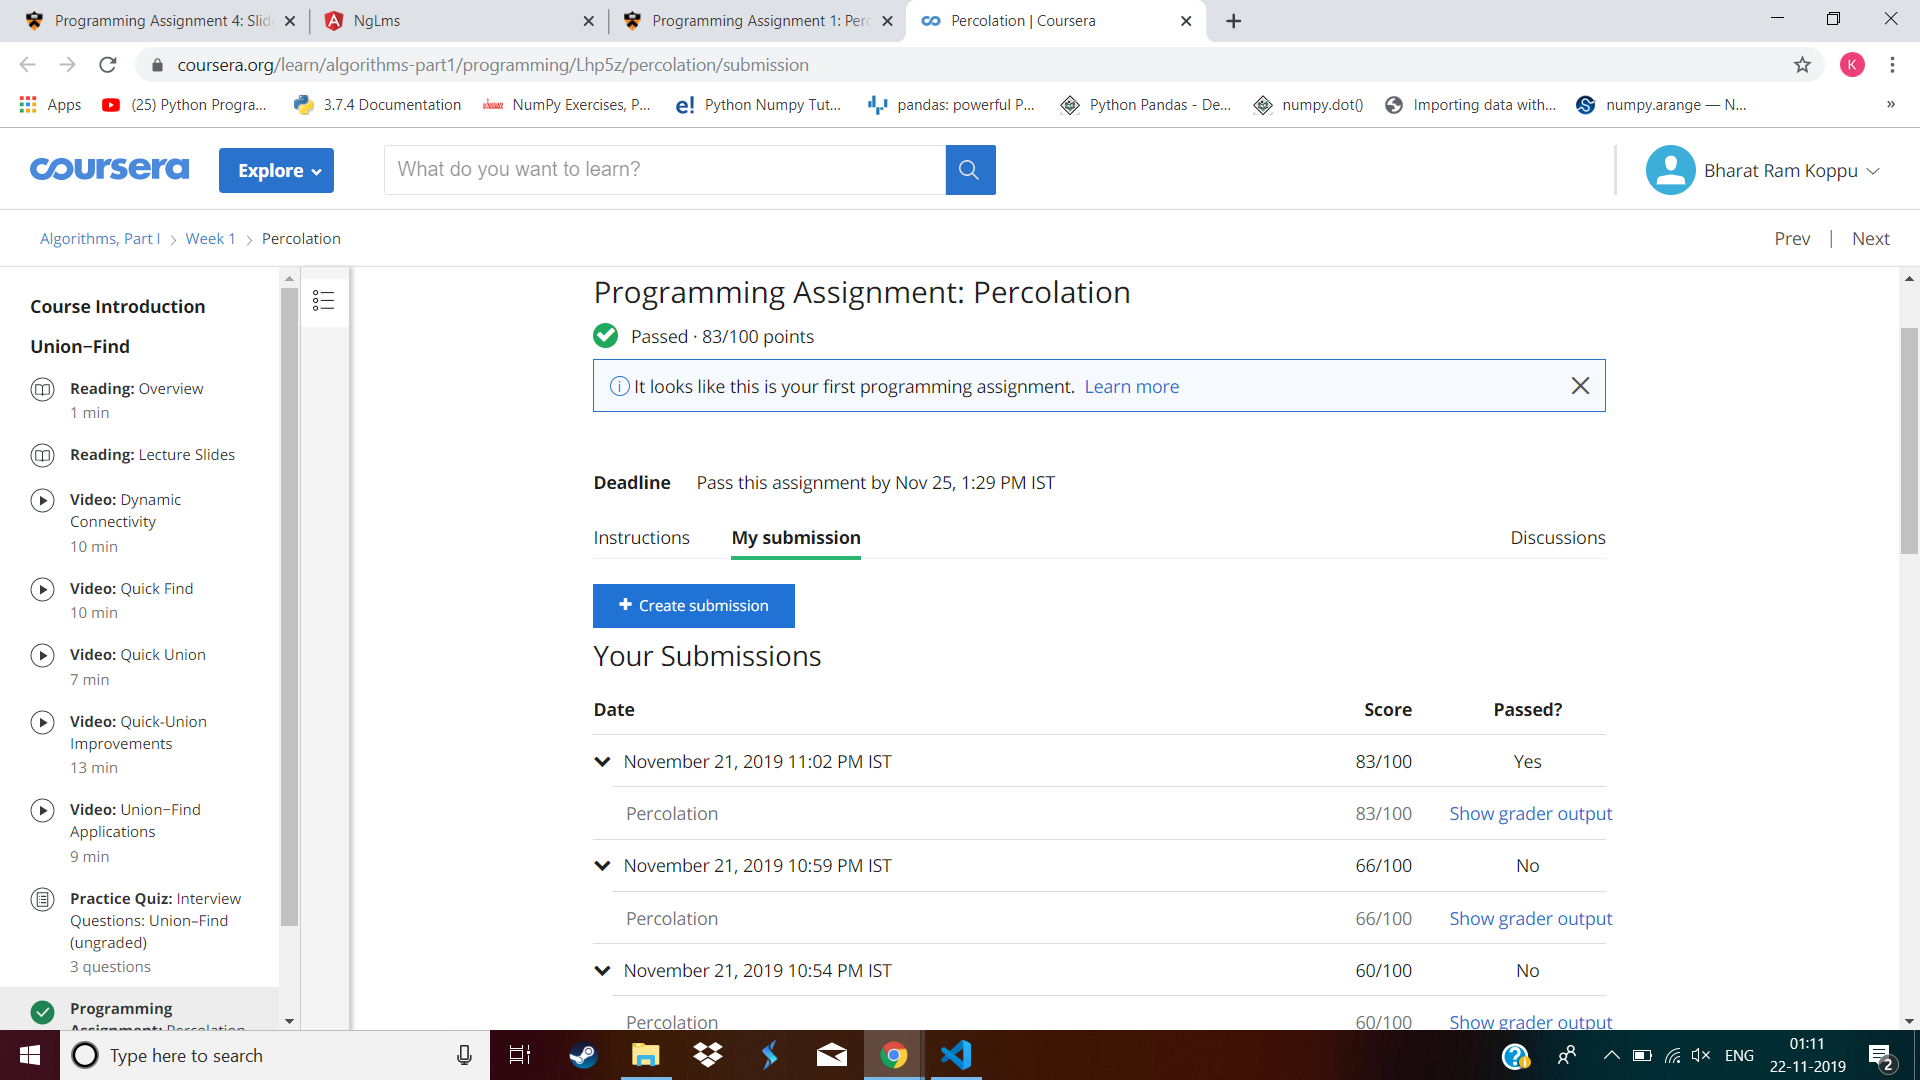 Programming Assignment 4: Slid
NgLms
Programming Assignment 1: Perc
Percolation | Coursera
coursera.org/learn/algorithms-part1/programming/Lhp5z/percolation/submission
K
Apps
(25) Python Progra...
3.7.4 Documentation
NumPy Exercises, P...
Python Numpy Tut...
pandas: powerful P...
Python Pandas - De...
numpy.dot()
Importing data with...
numpy.arange — N...
»
coursera
Explore
What do you want to learn?
Bharat Ram Koppu
Algorithms, Part I > Week 1 > Percolation
Prev | Next
Course Introduction
Union–Find
Reading: Overview
1 min
Reading: Lecture Slides
Video: Dynamic
Connectivity
10 min
Video: Quick Find
10 min
Video: Quick Union
7 min
Video: Quick-Union
Improvements
13 min
Video: Union–Find
Applications
9 min
Practice Quiz: Interview
Questions: Union–Find
(ungraded)
3 questions
Programming
Assignment: Percolation
Programming Assignment: Percolation
Passed · 83/100 points
It looks like this is your first programming assignment. Learn more
Deadline Pass this assignment by Nov 25, 1:29 PM IST
Instructions My submission Discussions
+ Create submission
Your Submissions
Date Score Passed?
November 21, 2019 11:02 PM IST 83/100 Yes
Percolation 83/100 Show grader output
November 21, 2019 10:59 PM IST 66/100 No
Percolation 66/100 Show grader output
November 21, 2019 10:54 PM IST 60/100 No
Percolation 60/100 Show grader output
Type here to search
ENG
01:11
22-11-2019
2